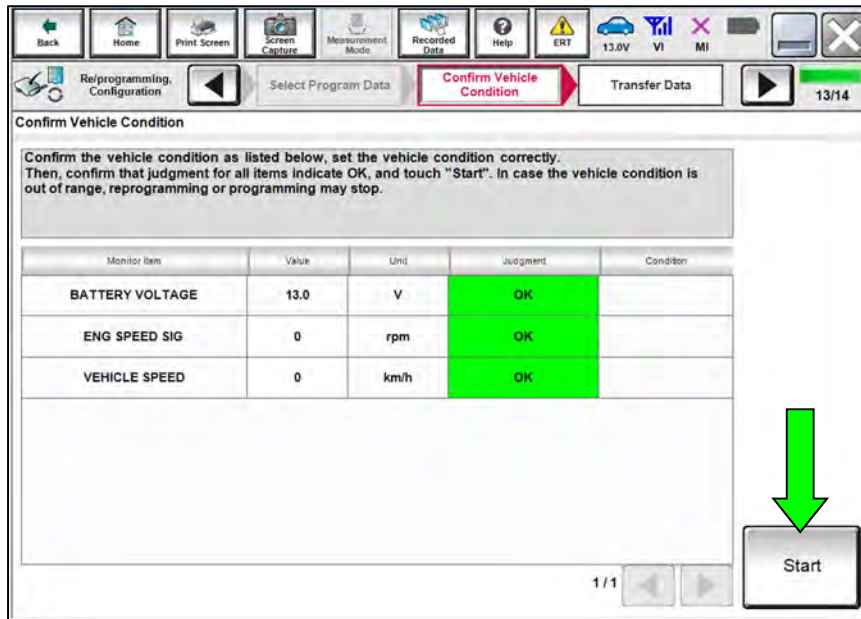 Back
Home
Print Screen
Screen
Capture
Measurement
Mode
Recorded
Data
Help
ERT
13.0V
VI
MI
Re/programming,
Configuration
Select Program Data
Confirm Vehicle
Condition
Transfer Data
13/14
Confirm Vehicle Condition
Confirm the vehicle condition as listed below, set the vehicle condition correctly.
Then, confirm that judgment for all items indicate OK, and touch "Start". In case the vehicle condition is
out of range, reprogramming or programming may stop.
Monitor Item Value Unit Judgment Condition
BATTERY VOLTAGE 13.0 V OK
ENG SPEED SIG 0 rpm OK
VEHICLE SPEED 0 km/h OK
Start
1/1